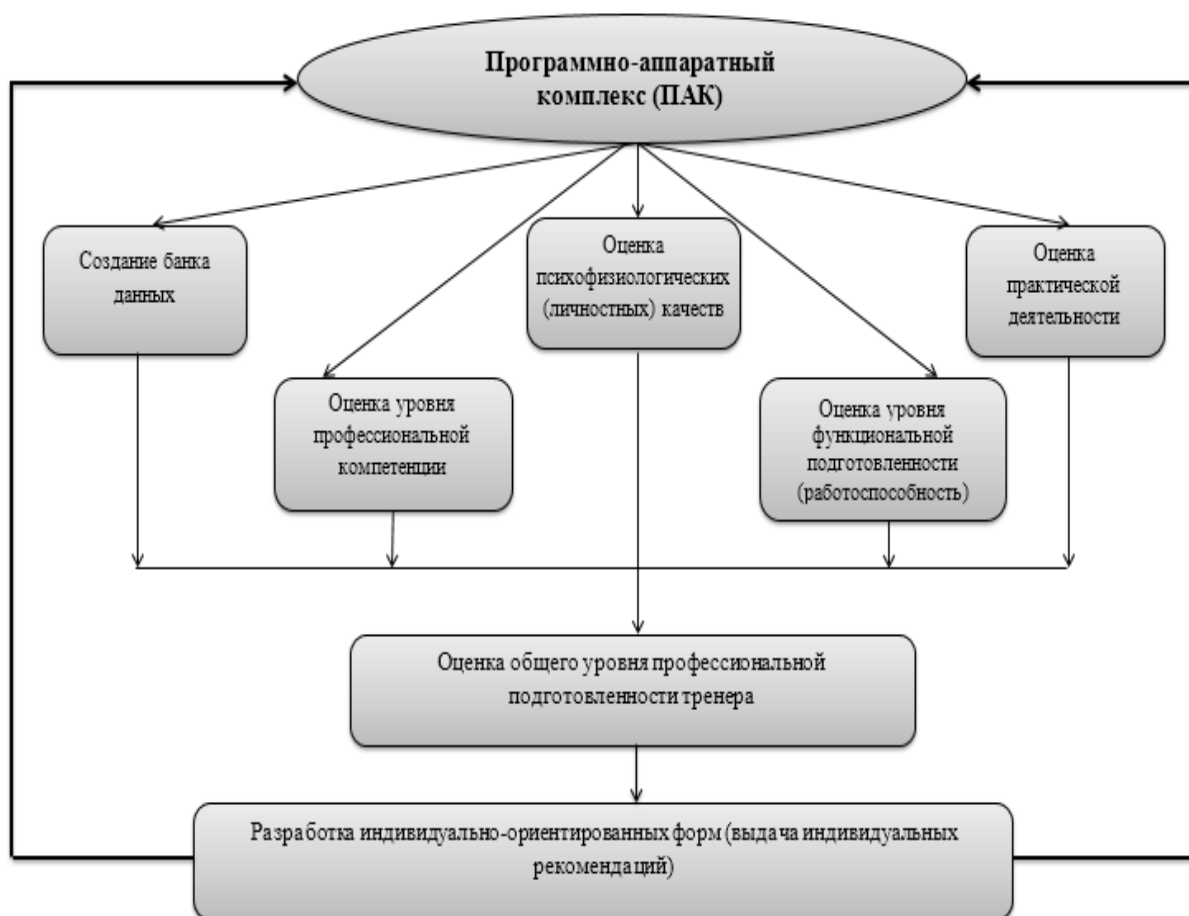 Программно-аппаратный
комплекс (ПАК)
Создание банка
данных
Оценка
психофизиологических
(личностных) качеств
Оценка
практической
деятельности
Оценка уровня
профессиональной
компетенции
Оценка уровня
функциональной
подготовленности
(работоспособность)
Оценка общего уровня профессиональной
подготовленности тренера
Разработка индивидуально-ориентированных форм (выдача индивидуальных
рекомендаций)